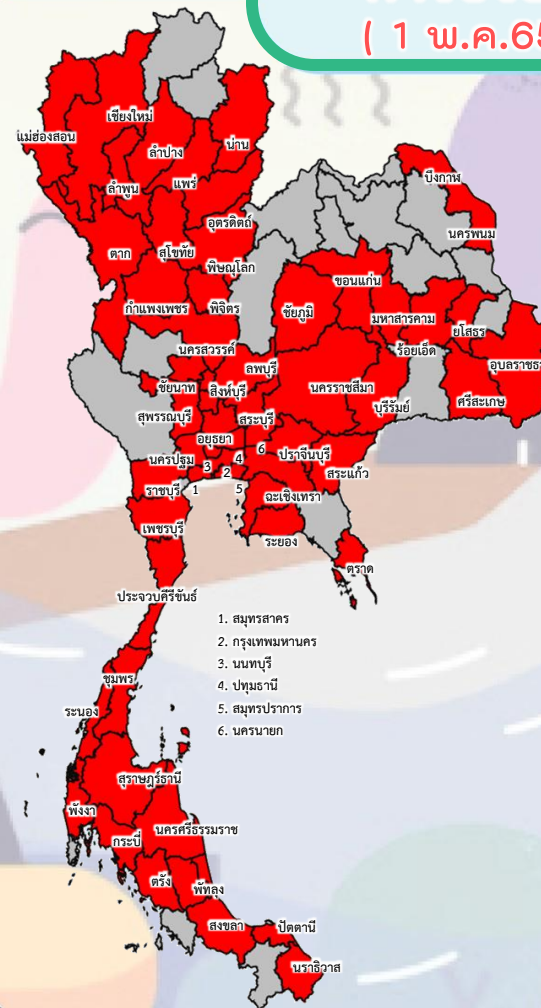 ( 1 พ.ค.65
เชียงใหม่
แม่ฮ่องสอน
น่าน
ลำปาง
แพร่
ลำพูน
บึงกาฬ
อุตรดิตถ์
นครพนม
ตาก
สุโขทัย
พิษณุโลก
ขอนแก่น
กำแพงเพชร
พิจิตร
ชัยภูมิ
มหาสารคาม
ยโสธร
นครสวรรค์
ร้อยเอ็ด
ลพบุรี
อุบลราชธา
ชัยนาท
สิงห์บุรี
นครราชสีมา
ศรีสะเกษ
บุรีรัมย์
สุพรรณบุรี
สระบุรี
อยุธยา
6
ปราจีนบุรี
นครปฐม
3
4
2
สระแก้ว
ราชบุรี
1
5
ฉะเชิงเทรา
เพชรบุรี
ระยอง
ตราด
ประจวบคีรีขันธ์
1. สมุทรสาคร
2. กรุงเทพมหานคร
3. นนทบุรี
4. ปทุมธานี
5. สมุทรปราการ
6. นครนายก
ชุมพร
ระนอง
สุราษฎร์ธานี
พังงา
นครศรีธรรมราช
กระบี่
ตรัง
พัทลุง
สงขลา
ปัตตานี
นราธิวาส